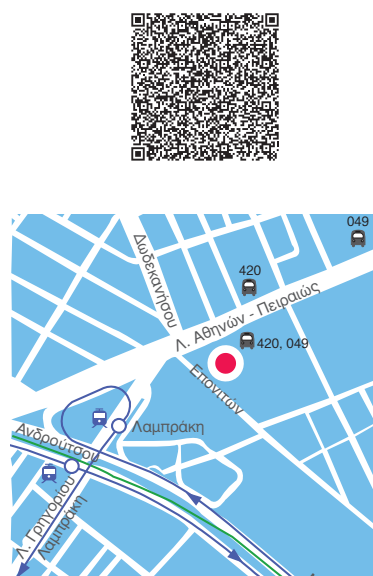 049
Δωδεκανήσου
420
Λ. Αθηνών - Πειραιώς
420, 049
Επονιτών
Λαμπράκη
Ανδρούτσου
Λ. Γρηγορίου
Λαμπράκη